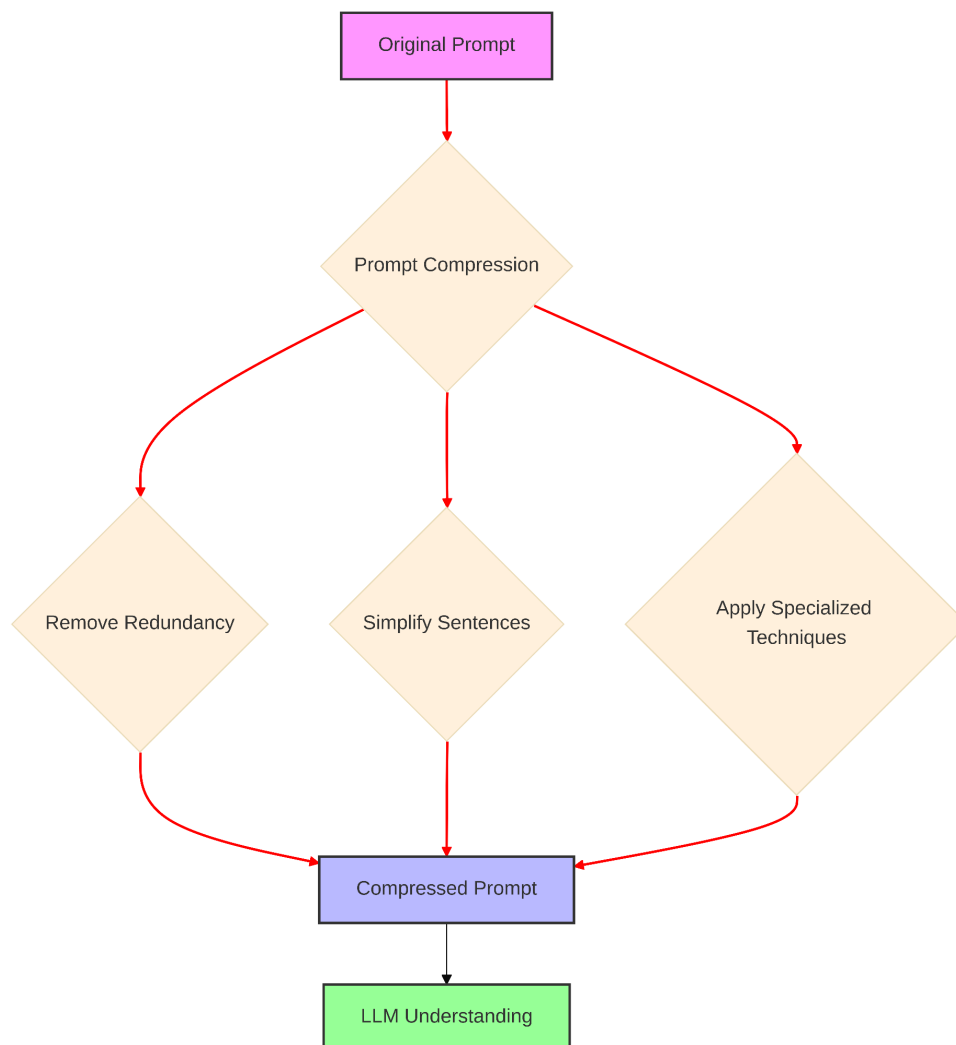 Original Prompt
Prompt Compression
Remove Redundancy
Simplify Sentences
Apply Specialized
Techniques
Compressed Prompt
LLM Understanding